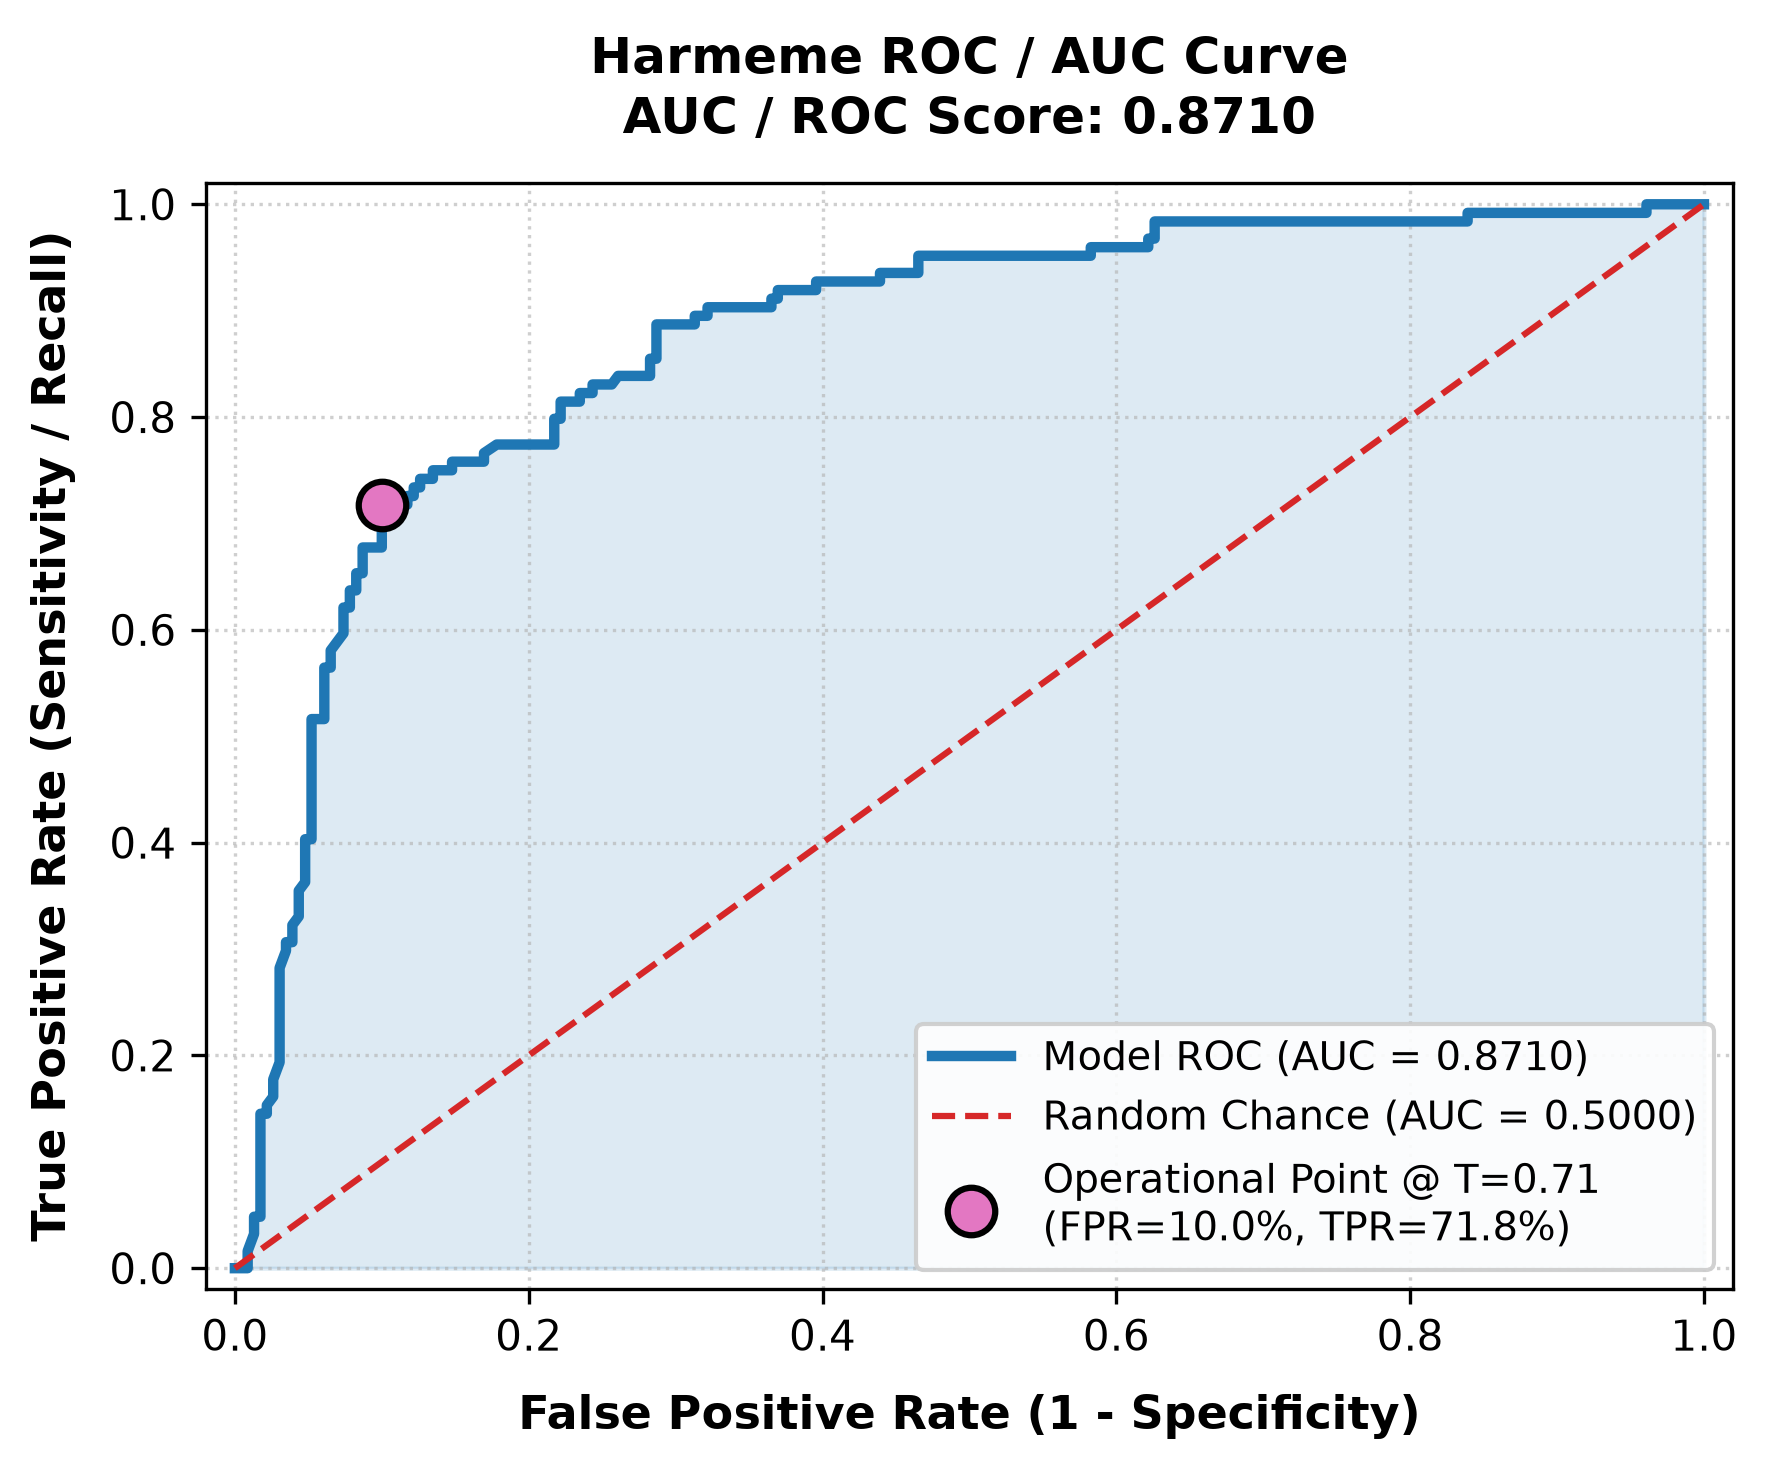 Harmeme ROC / AUC Curve
AUC / ROC Score: 0.8710
True Positive Rate (Sensitivity / Recall)
1.0
0.8
0.6
0.4
0.2
0.0
Model ROC (AUC = 0.8710)
Random Chance (AUC = 0.5000)
Operational Point @ T=0.71
(FPR=10.0%, TPR=71.8%)
0.0 0.2 0.4 0.6 0.8 1.0
False Positive Rate (1 - Specificity)